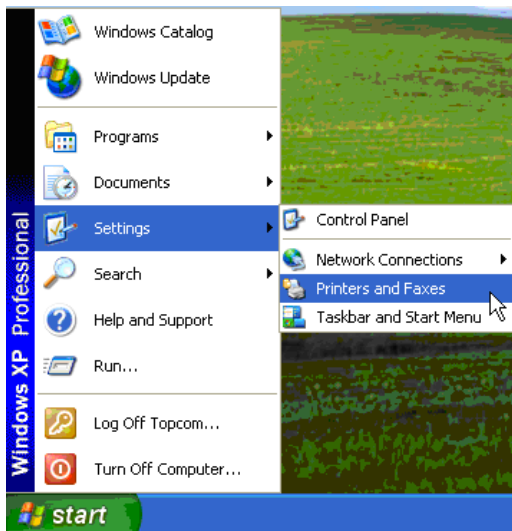 Windows Catalog
Windows Update
Programs
Documents
Settings
Control Panel
Network Connections
Printers and Faxes
Taskbar and Start Menu
Search
Help and Support
Run...
Log Off Topcom...
Turn Off Computer...
Windows XP Professional
start